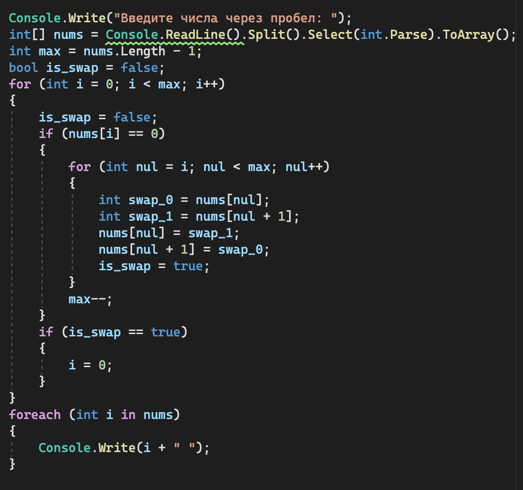 Console.Write("Введите числа через пробел: ");
int[] nums = Console.ReadLine().Split().Select(int.Parse).ToArray();
int max = nums.Length - 1;
bool is_swap = false;
for (int i = 0; i < max; i++)
{
    is_swap = false;
    if (nums[i] == 0)
    {
        for (int nul = i; nul < max; nul++)
        {
            int swap_0 = nums[nul];
            int swap_1 = nums[nul + 1];
            nums[nul] = swap_1;
            nums[nul + 1] = swap_0;
            is_swap = true;
        }
        max--;
    }
    if (is_swap == true)
    {
        i = 0;
    }
}
foreach (int i in nums)
{
    Console.Write(i + " ");
}